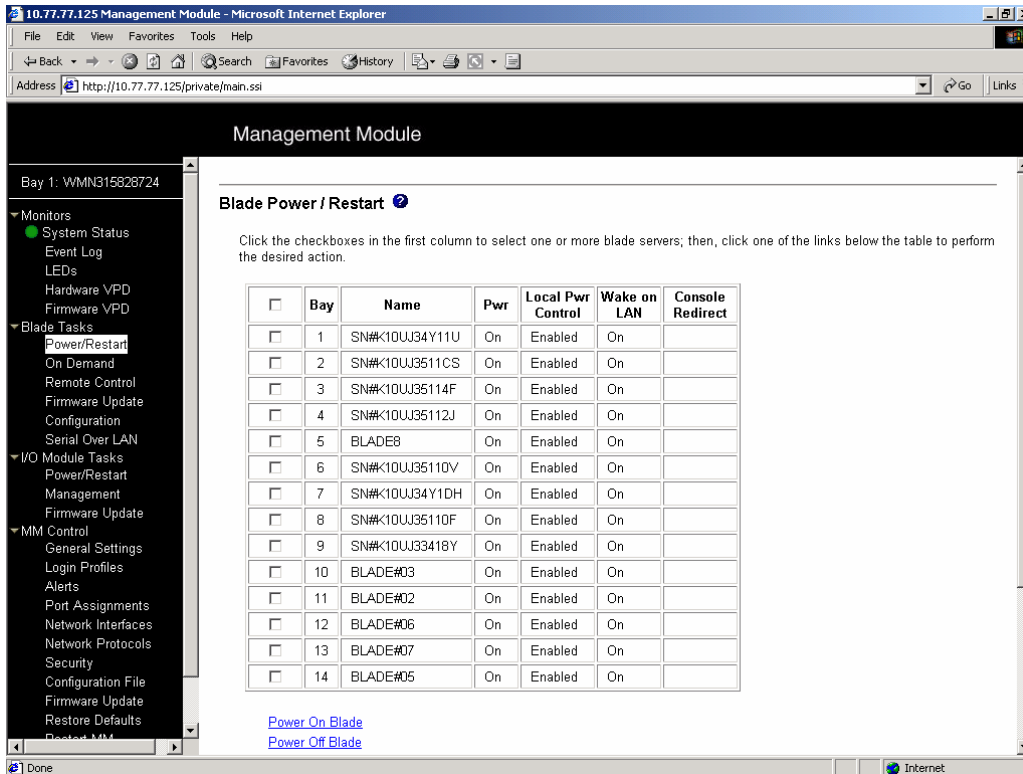 10.77.77.125 Management Module - Microsoft Internet Explorer
File Edit View Favorites Tools Help
Back Search Favorites History
Address http://10.77.77.125/private/main.ssi Go Links
Management Module
Bay 1: WMN315828724
Monitors
System Status
Event Log
LEDs
Hardware VPD
Firmware VPD
Blade Tasks
Power/Restart
On Demand
Remote Control
Firmware Update
Configuration
Serial Over LAN
I/O Module Tasks
Power/Restart
Management
Firmware Update
MM Control
General Settings
Login Profiles
Alerts
Port Assignments
Network Interfaces
Network Protocols
Security
Configuration File
Firmware Update
Restore Defaults
Restart MM
Blade Power / Restart ?
Click the checkboxes in the first column to select one or more blade servers; then, click one of the links below the table to perform
the desired action.
Bay Name Pwr Local Pwr Control Wake on LAN Console Redirect
1 SN#K10UJ34Y11U On Enabled On
2 SN#K10UJ3511CS On Enabled On
3 SN#K10UJ35114F On Enabled On
4 SN#K10UJ35112J On Enabled On
5 BLADE8 On Enabled On
6 SN#K10UJ35110V On Enabled On
7 SN#K10UJ34Y1DH On Enabled On
8 SN#K10UJ35110F On Enabled On
9 SN#K10UJ33418Y On Enabled On
10 BLADE#03 On Enabled On
11 BLADE#02 On Enabled On
12 BLADE#06 On Enabled On
13 BLADE#07 On Enabled On
14 BLADE#05 On Enabled On
Power On Blade
Power Off Blade
Done Internet